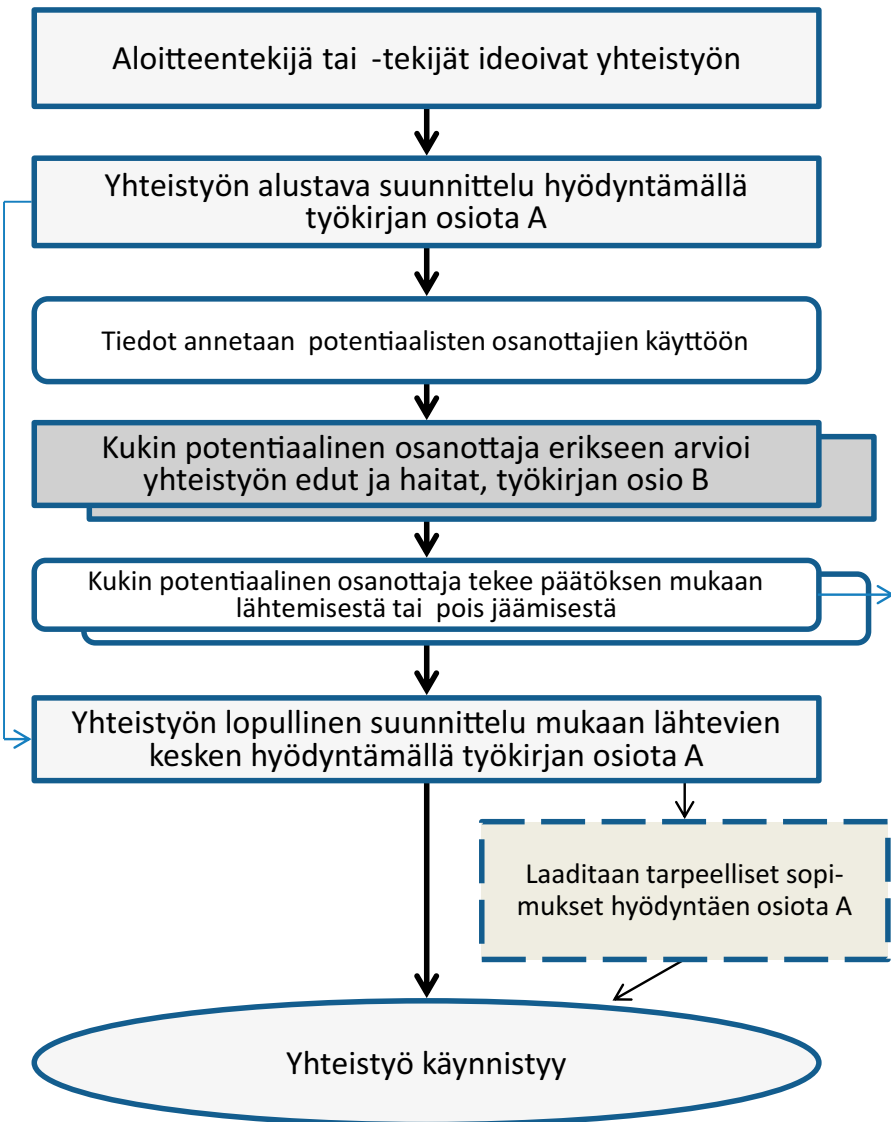 Aloitteentekijä tai -tekijät ideoivat yhteistyön
Yhteistyön alustava suunnittelu hyödyntämällä
työkirjan osiota A
Tiedot annetaan potentiaalisten osanottajien käyttöön
Kukin potentiaalinen osanottaja erikseen arvioi
yhteistyön edut ja haitat, työkirjan osio B
Kukin potentiaalinen osanottaja tekee päätöksen mukaan
lähtemisestä tai pois jäämisestä
Yhteistyön lopullinen suunnittelu mukaan lähtevien
kesken hyödyntämällä työkirjan osiota A
Laaditaan tarpeelliset sopi-
mukset hyödyntäen osiota A
Yhteistyö käynnistyy